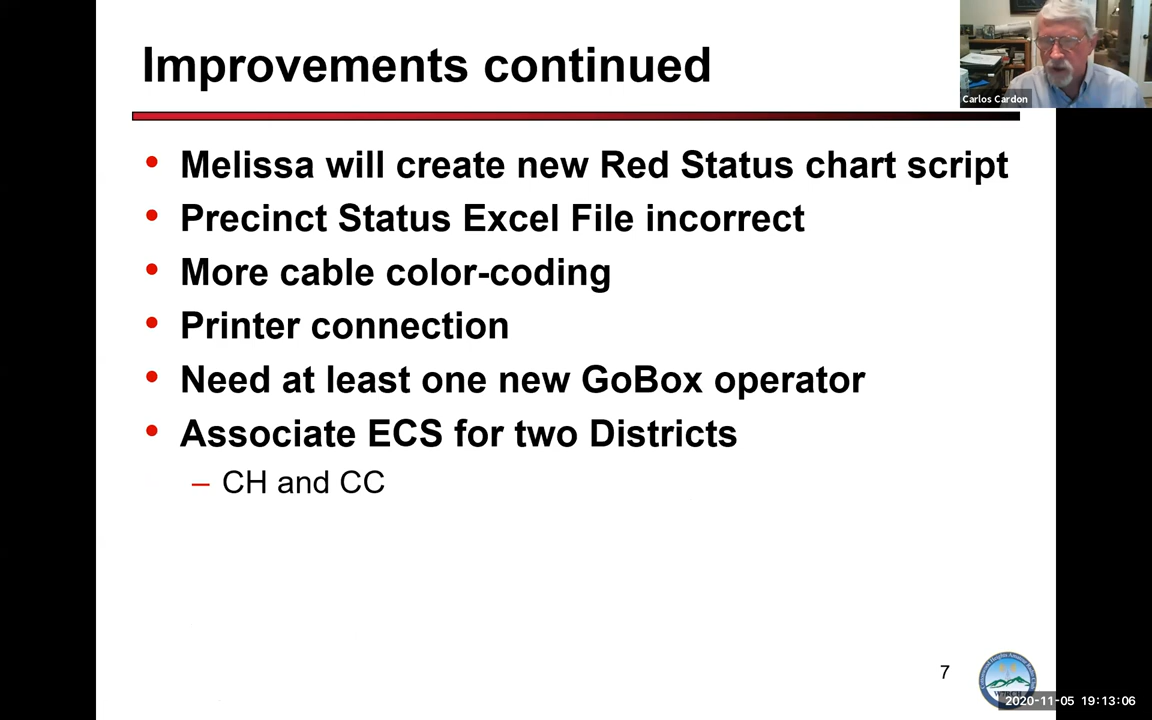 Improvements continued
Carlos Cardon
• Melissa will create new Red Status chart script
• Precinct Status Excel File incorrect
• More cable color-coding
• Printer connection
• Need at least one new GoBox operator
• Associate ECS for two Districts
– CH and CC
7
2020-11-05 19:13:06